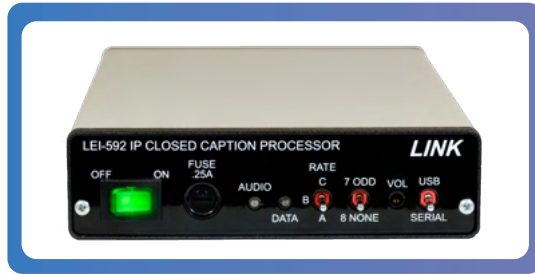 LEI-592 IP CLOSED CAPTION PROCESSOR
LINK
OFF
ON
FUSE
.25A
AUDIO
DATA
RATE
C
B
A
7 ODD
8 NONE
VOL
USB
SERIAL